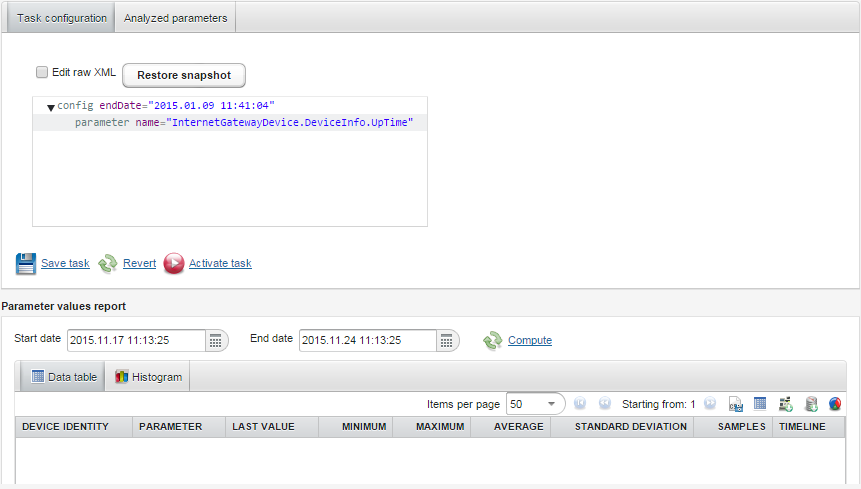 Task configuration Analyzed parameters
Edit raw XML Restore snapshot
config endDate="2015.01.09 11:41:04"
parameter name="InternetGatewayDevice.DeviceInfo.UpTime"
Save task Revert Activate task
Parameter values report
Start date 2015.11.17 11:13:25 End date 2015.11.24 11:13:25 Compute
Data table Histogram
Items per page 50 Starting from: 1
DEVICE IDENTITY PARAMETER LAST VALUE MINIMUM MAXIMUM AVERAGE STANDARD DEVIATION SAMPLES TIMELINE